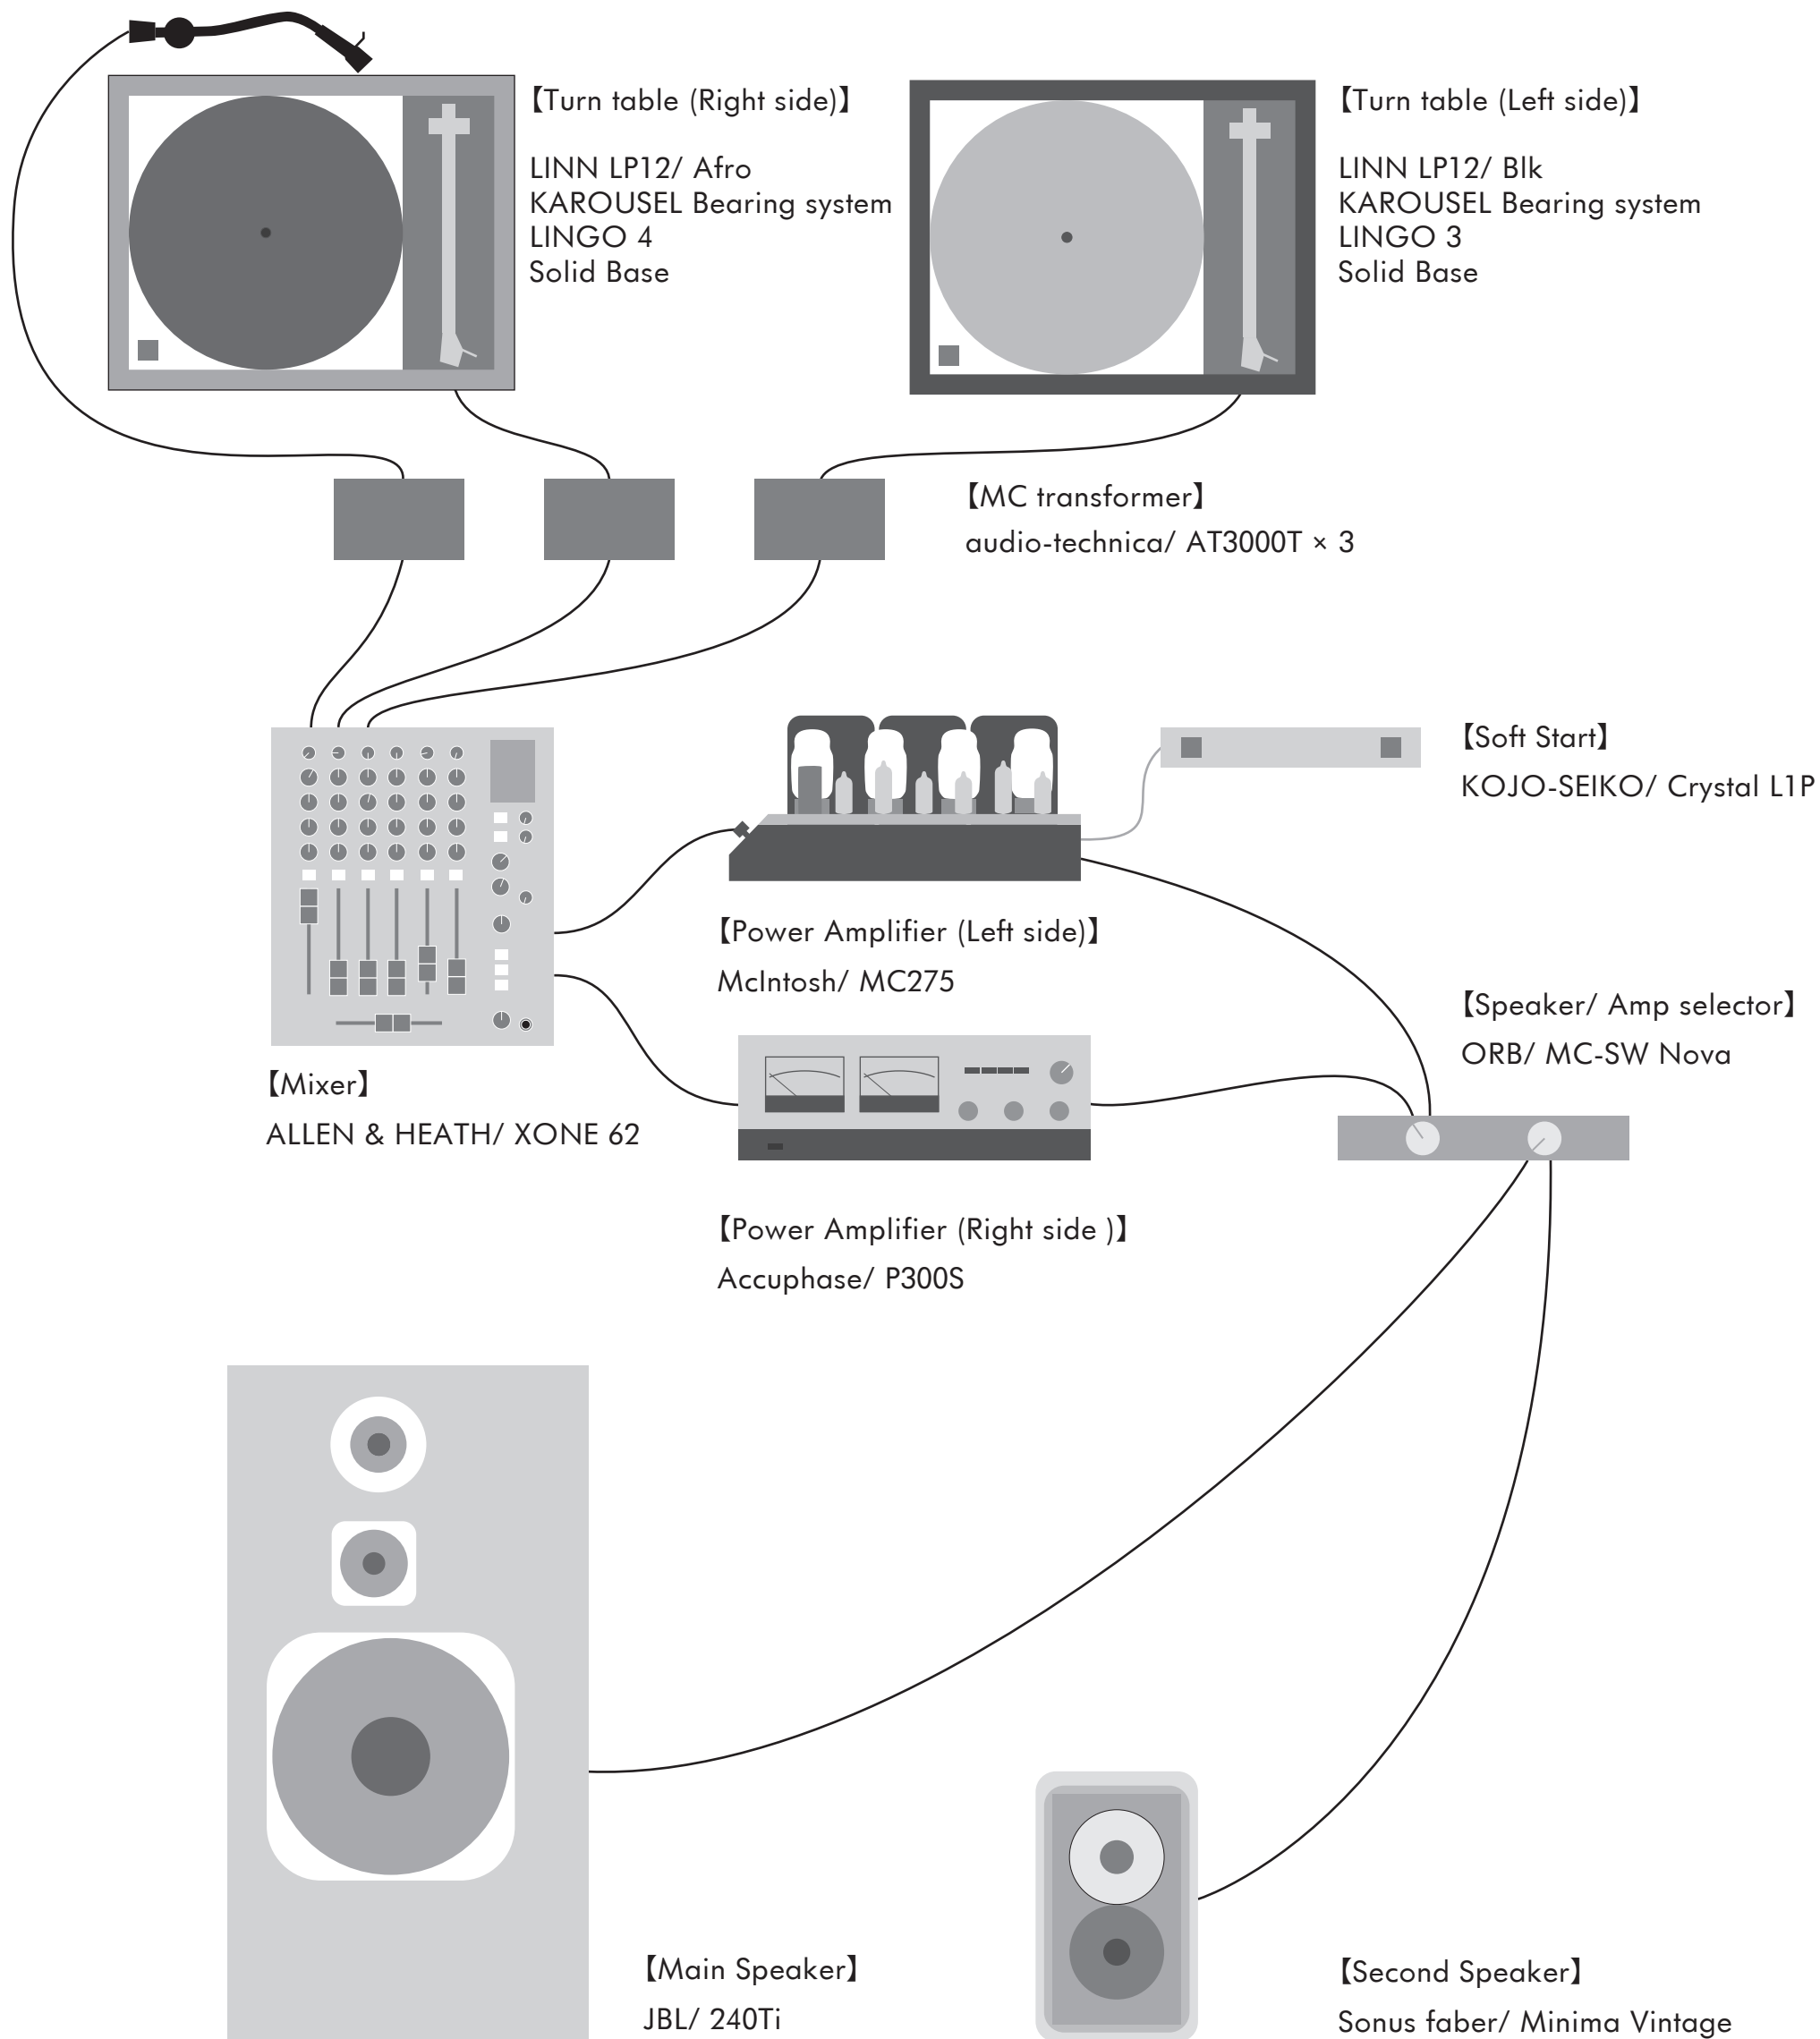 【Turn table (Right side)】
LINN LP12/ Afro
KAROUSEL Bearing system
LINGO 4
Solid Base
【Turn table (Left side)】
LINN LP12/ Blk
KAROUSEL Bearing system
LINGO 3
Solid Base
【MC transformer】
audio-technica/ AT3000T × 3
【Soft Start】
KOJO-SEIKO/ Crystal L1P
【Power Amplifier (Left side)】
McIntosh/ MC275
【Speaker/ Amp selector】
ORB/ MC-SW Nova
【Mixer】
ALLEN & HEATH/ XONE 62
【Power Amplifier (Right side )】
Accuphase/ P300S
【Main Speaker】
JBL/ 240Ti
【Second Speaker】
Sonus faber/ Minima Vintage